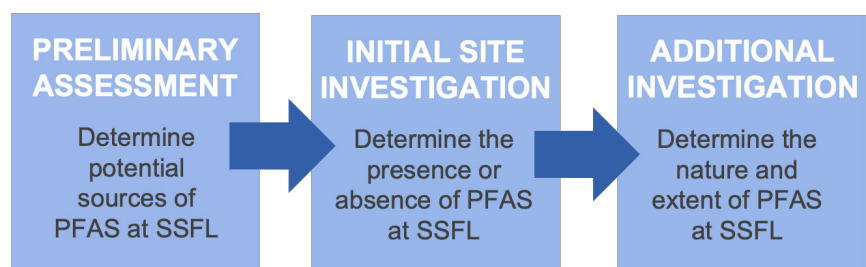 PRELIMINARY
ASSESSMENT
Determine
potential
sources of
PFAS at SSFL
INITIAL SITE
INVESTIGATION
Determine the
presence or
absence of PFAS
at SSFL
ADDITIONAL
INVESTIGATION
Determine the
nature and
extent of PFAS
at SSFL